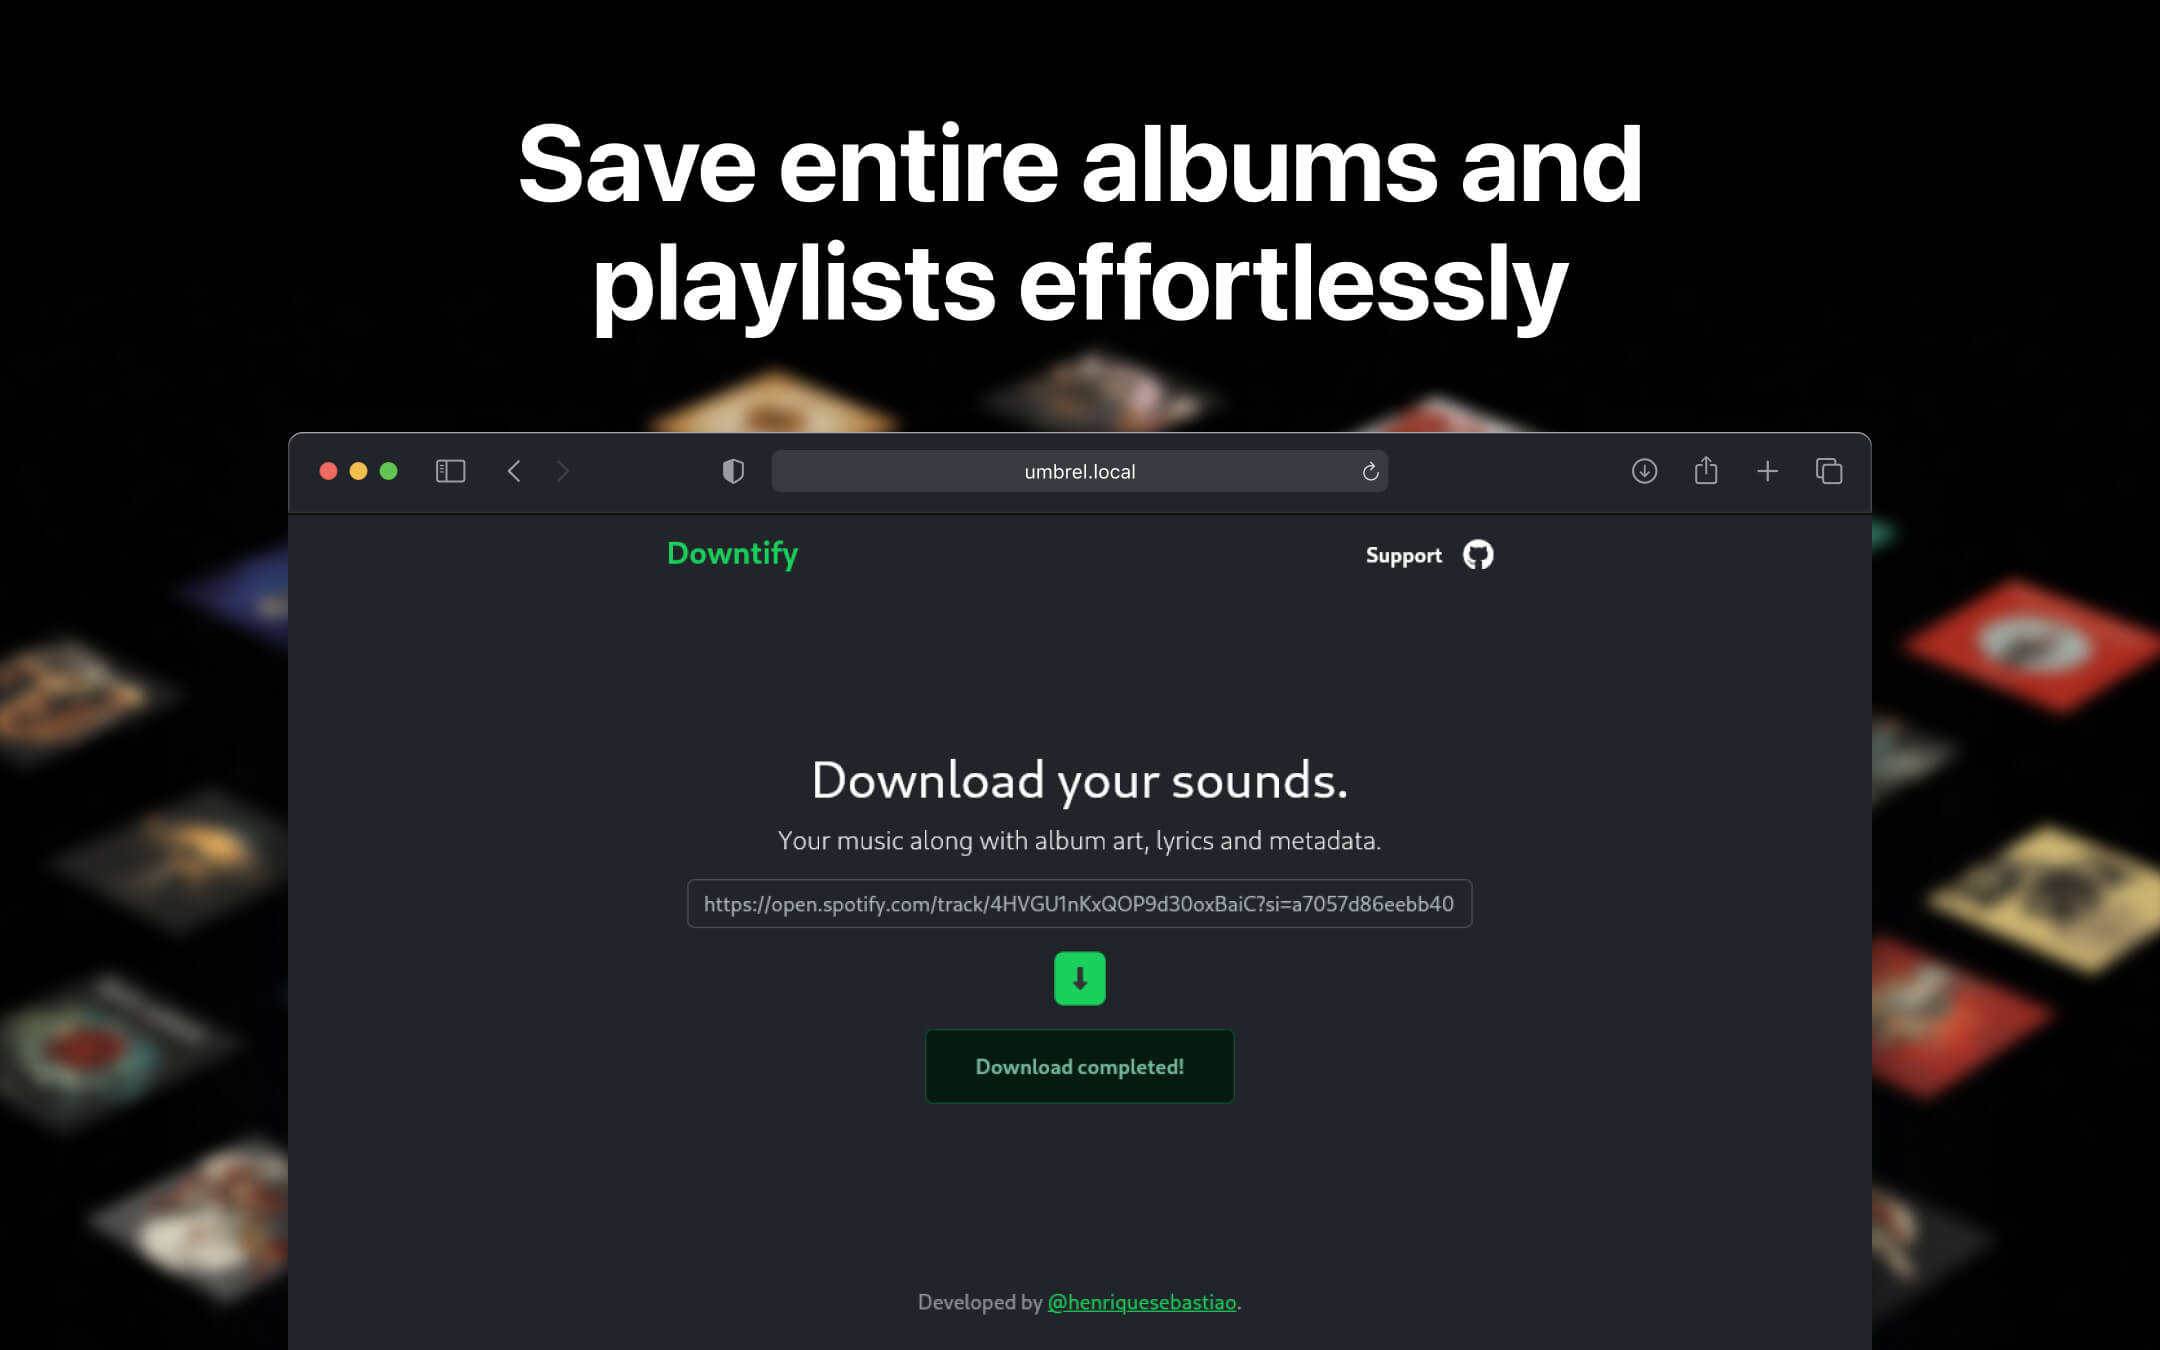 Save entire albums and
playlists effortlessly
umbrel.local
Downtify
Support
Download your sounds.
Your music along with album art, lyrics and metadata.
https://open.spotify.com/track/4HVGU1nKxQOP9d30oxBaiC?si=a7057d86eebb40
Download completed!
Developed by @henriquesebastiao.